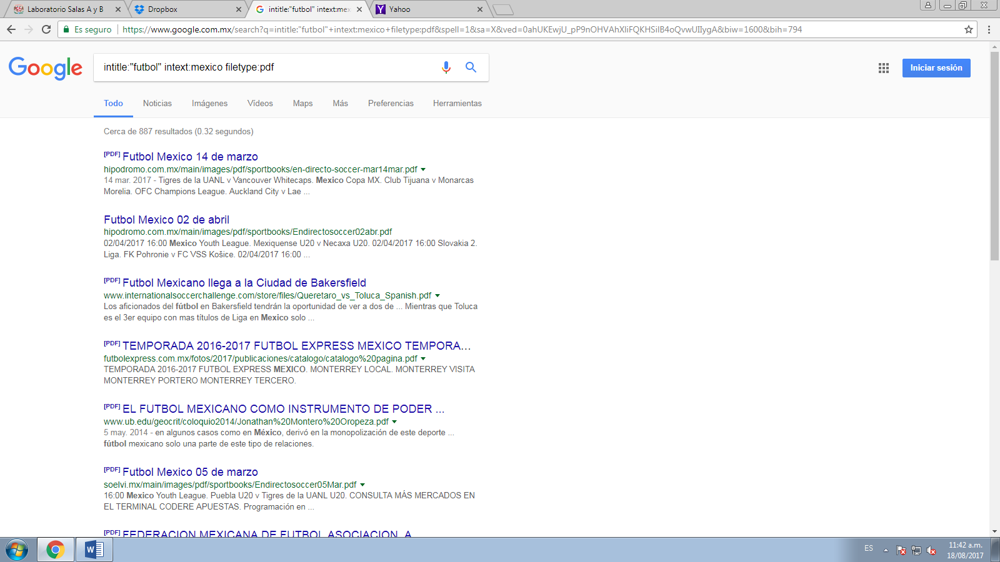 Laboratorio Salas A y B
Dropbox
intitle:"futbol" intext:mex
Yahoo
Es seguro
https://www.google.com.mx/search?q=intitle:"futbol"+intext:mexico+filetype:pdf&spell=1&sa=X&ved=0ahUKEwjU_pP9nOHVAhXliFQKHSilB4oQvwUIIygA&biw=1600&bih=794
Google
intitle:"futbol" intext:mexico filetype:pdf
Iniciar sesión
Todo Noticias Imágenes Vídeos Maps Más Preferencias Herramientas
Cerca de 887 resultados (0.32 segundos)
[PDF] Futbol Mexico 14 de marzo
hipodromo.com.mx/main/images/pdf/sportbooks/en-directo-soccer-mar14mar.pdf
14 mar. 2017 - Tigres de la UANL v Vancouver Whitecaps. Mexico Copa MX. Club Tijuana v Monarcas
Morelia. OFC Champions League. Auckland City v Lae ...
Futbol Mexico 02 de abril
hipodromo.com.mx/main/images/pdf/sportbooks/Endirectosoccer02abr.pdf
02/04/2017 16:00 Mexico Youth League. Mexiquense U20 v Necaxa U20. 02/04/2017 16:00 Slovakia 2.
Liga. FK Pohronie v FC VSS Košice. 02/04/2017 16:00 ...
[PDF] Futbol Mexicano llega a la Ciudad de Bakersfield
www.internationalsoccerchallenge.com/store/files/Queretaro_vs_Toluca_Spanish.pdf
Los aficionados del fútbol en Bakersfield tendrán la oportunidad de ver a dos de ... Mientras que Toluca
es el 3er equipo con mas títulos de Liga en Mexico solo ...
[PDF] TEMPORADA 2016-2017 FUTBOL EXPRESS MEXICO TEMPORA...
futbolexpress.com.mx/fotos/2017/publicaciones/catalogo/catalogo%20pagina.pdf
TEMPORADA 2016-2017 FUTBOL EXPRESS MEXICO. MONTERREY LOCAL. MONTERREY VISITA
MONTERREY PORTERO MONTERREY TERCERO.
[PDF] EL FUTBOL MEXICANO COMO INSTRUMENTO DE PODER ...
www.ub.edu/geocrit/coloquio2014/Jonathan%20Montero%20Oropeza.pdf
5 may. 2014 - en algunos casos como en México, derivó en la monopolización de este deporte ...
fútbol mexicano solo una parte de este tipo de relaciones.
[PDF] Futbol Mexico 05 de marzo
soelvi.mx/main/images/pdf/sportbooks/Endirectosoccer05Mar.pdf
16:00 Mexico Youth League. Puebla U20 v Tigres de la UANL U20. CONSULTA MÁS MERCADOS EN
EL TERMINAL CODERE APUESTAS. Programación en ...
[PDF] FEDERACION MEXICANA DE FUTBOL ASOCIACION, A
ES
11:42 a.m.
18/08/2017